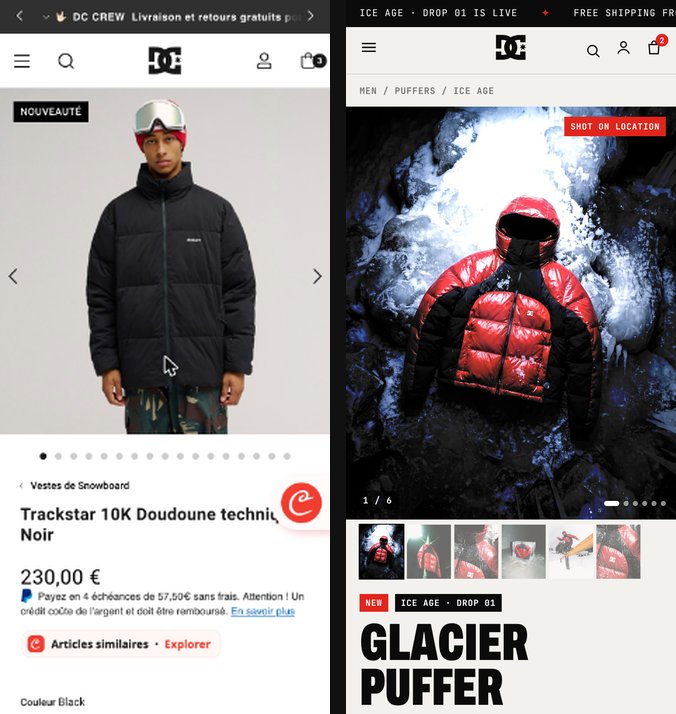 DC CREW Livraison et retours gratuits po
3
NOUVEAUTÉ
Vestes de Snowboard
Trackstar 10K Doudoune
Noir
230,00 €
Payez en 4 échéances de 57,50€ sans frais. Attention ! Un
crédit coûte de l'argent et doit être remboursé. En savoir plus
Articles similaires · Explorer
Couleur Black
ICE AGE · DROP 01 IS LIVE
FREE SHIPPING FR
2
MEN / PUFFERS / ICE AGE
SHOT ON LOCATION
1 / 6
NEW
ICE AGE · DROP 01
GLACIER
PUFFER